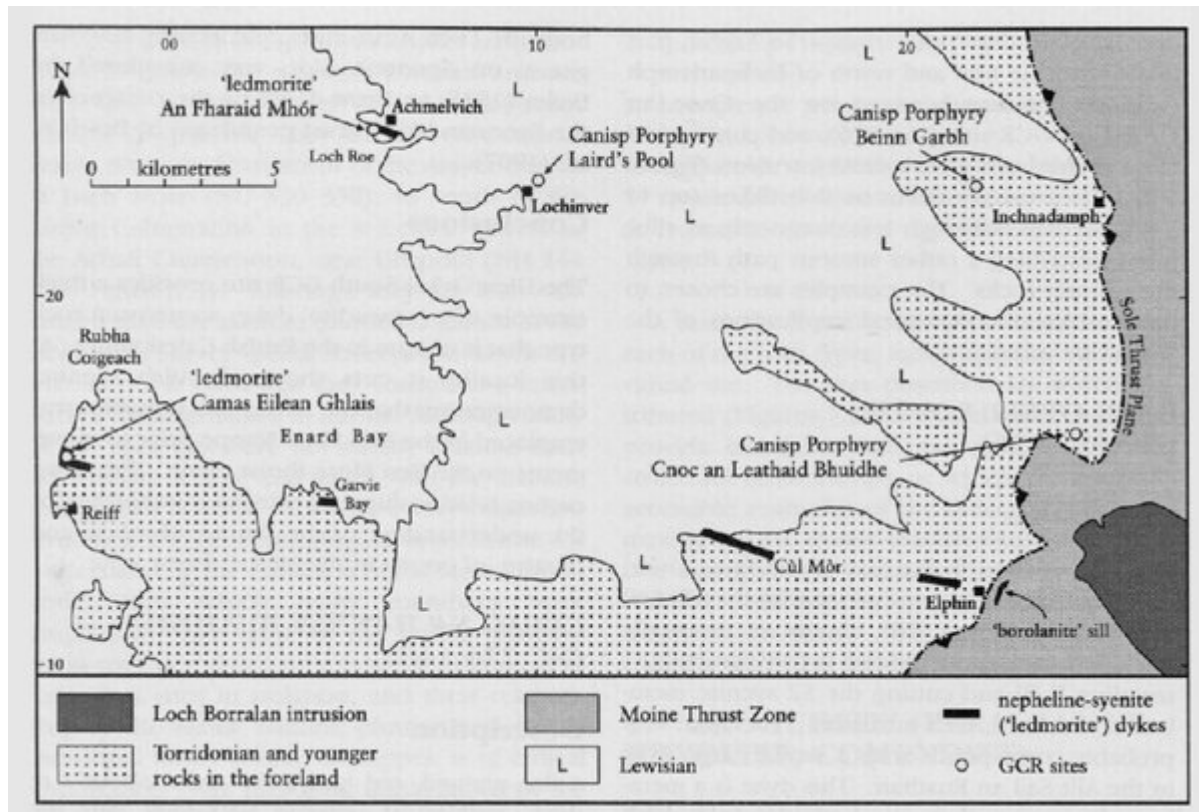 00
10
20
N
'ledmorite'
An Fharaid Mhór
Achmelvich
Loch Roe
0 kilometres 5
L
Canisp Porphyry
Laird's Pool
Lochinver
L
Canisp Porphyry
Beinn Garbh
Inchnadamph
L
Sole Thrust Plane
20
Rubha
Coigeach
'ledmorite'
Camas Eilean Ghlais
Enard Bay
L
L
Canisp Porphyry
Cnoc an Leathaid Bhuidhe
Garvie
Bay
Reiff
Cùl Mòr
L
Elphin
'borolanite' sill
L
10
Loch Borralan intrusion
Moine Thrust Zone
nepheline-syenite
('ledmorite') dykes
Torridonian and younger
rocks in the foreland
L Lewisian
GCR sites